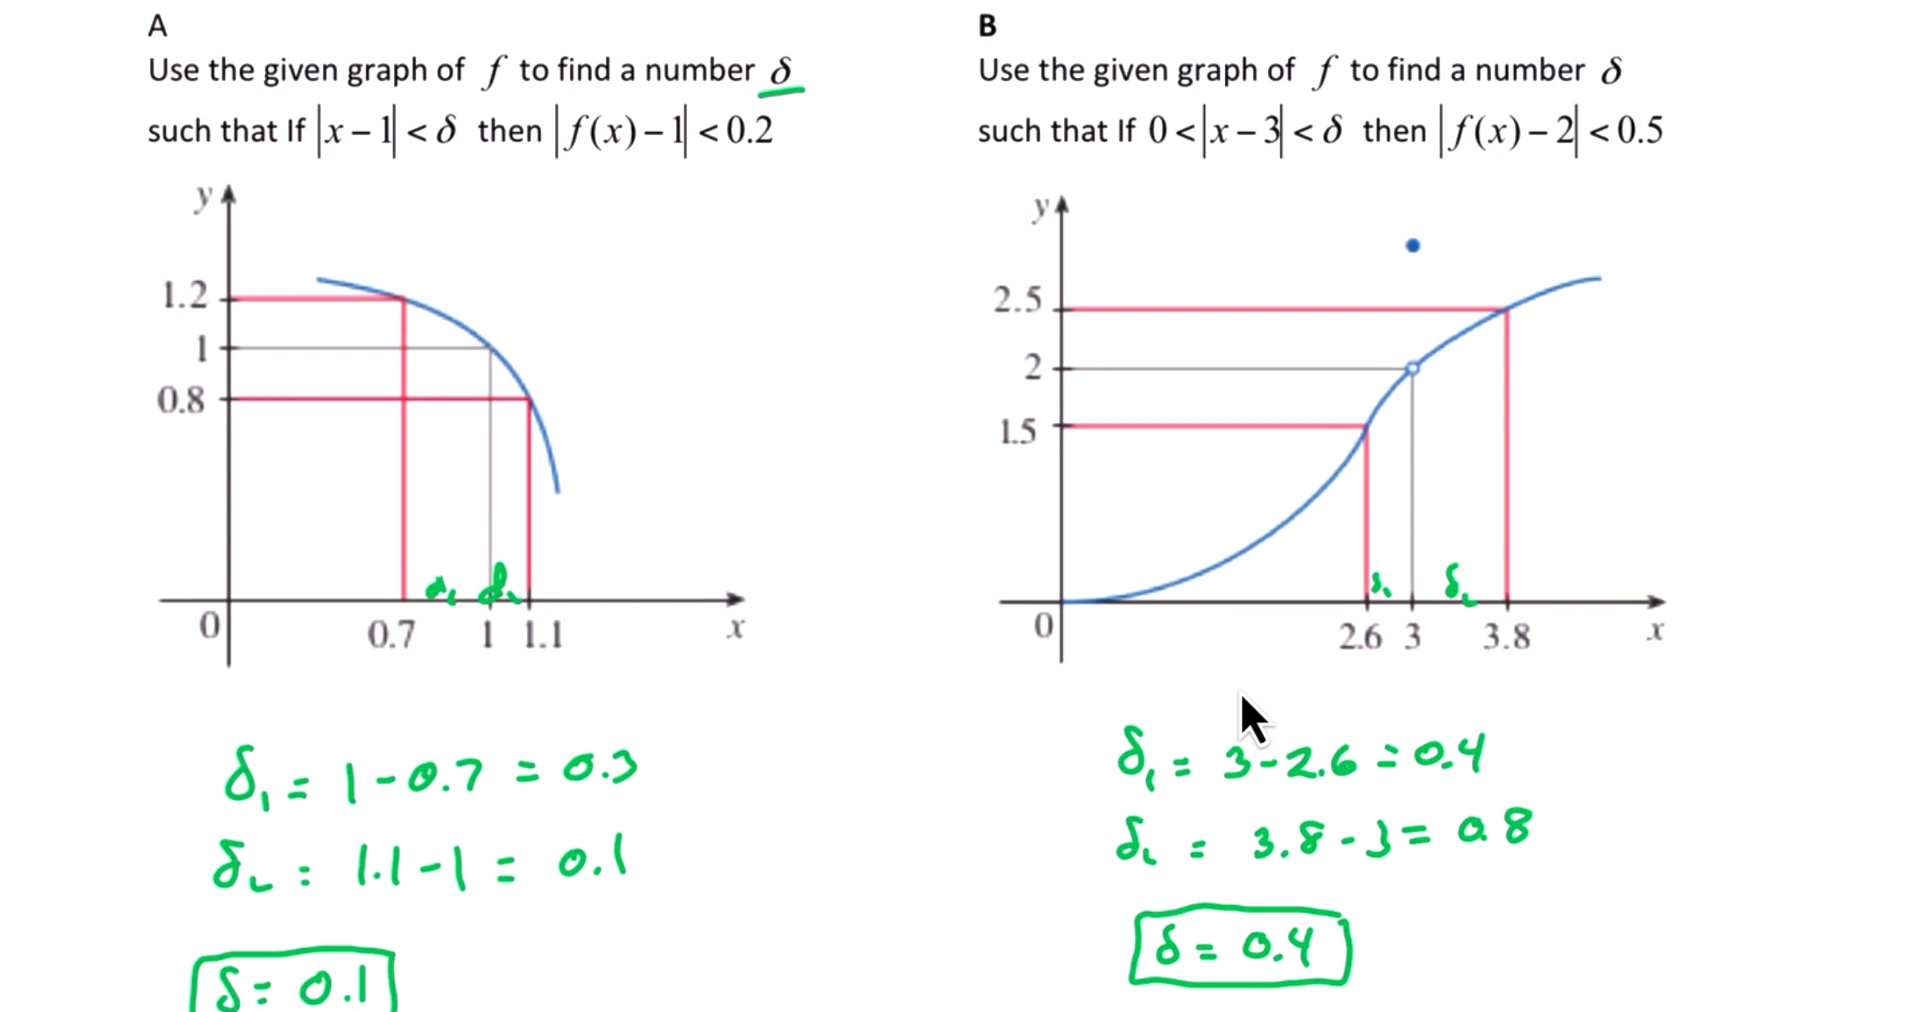 A
Use the given graph of f to find a number δ
such that If |x − 1| < δ then |f(x) − 1| < 0.2
y
1.2
1
0.8
0
0.7 1 1.1
x
δ₁ δ₂
δ₁ = 1 - 0.7 = 0.3
δ₂ = 1.1 - 1 = 0.1
δ = 0.1
B
Use the given graph of f to find a number δ
such that If 0 < |x − 3| < δ then |f(x) − 2| < 0.5
y
2.5
2
1.5
δ₁ δ₂
0
2.6 3 3.8
x
δ₁ = 3 - 2.6 = 0.4
δ₂ = 3.8 - 3 = 0.8
δ = 0.4